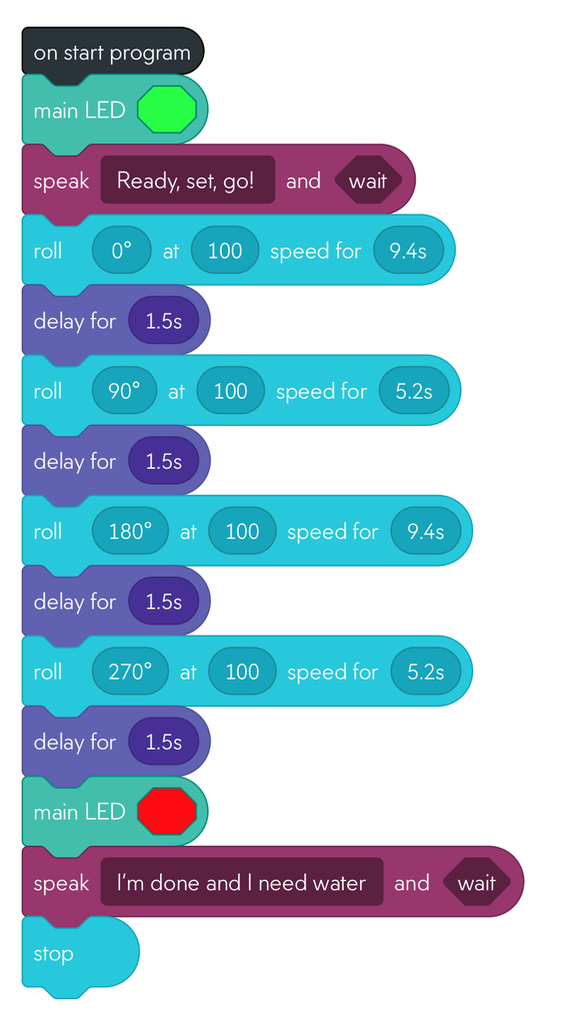 on start program
main LED
speak Ready, set, go! and wait
roll 0° at 100 speed for 9.4s
delay for 1.5s
roll 90° at 100 speed for 5.2s
delay for 1.5s
roll 180° at 100 speed for 9.4s
delay for 1.5s
roll 270° at 100 speed for 5.2s
delay for 1.5s
main LED
speak I'm done and I need water and wait
stop